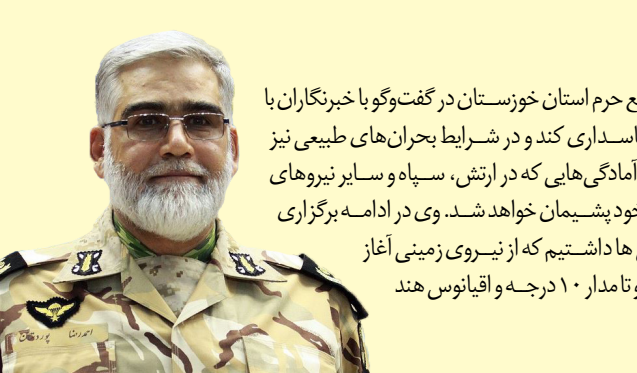 ع حرم استان خوزستان در گفت‌وگو با خبرنگاران با
اسداری کند و در شرایط بحران‌های طبیعی نیز
آمادگی‌هایی که در ارتش، سپاه و سایر نیروهای
خود پشیمان خواهد شد. وی در ادامه برگزاری
ها داشتیم که از نیروی زمینی آغاز
و تا مدار ۱۰ درجه و اقیانوس هند
احمدرضا پوردستان